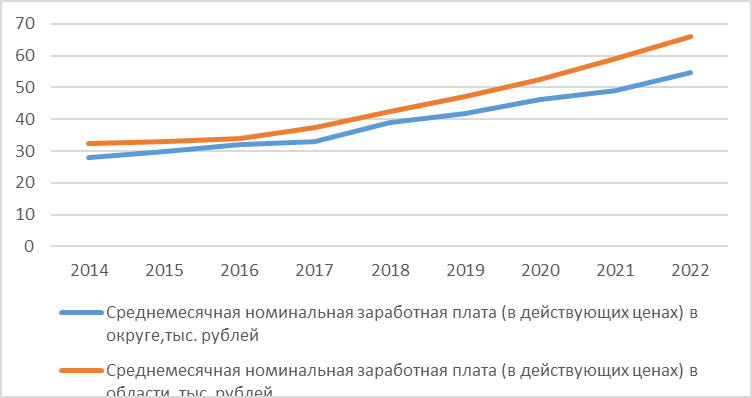 70
60
50
40
30
20
10
0
2014 2015 2016 2017 2018 2019 2020 2021 2022
Среднемесячная номинальная заработная плата (в действующих ценах) в
округе,тыс. рублей
Среднемесячная номинальная заработная плата (в действующих ценах) в
области, тыс. рублей